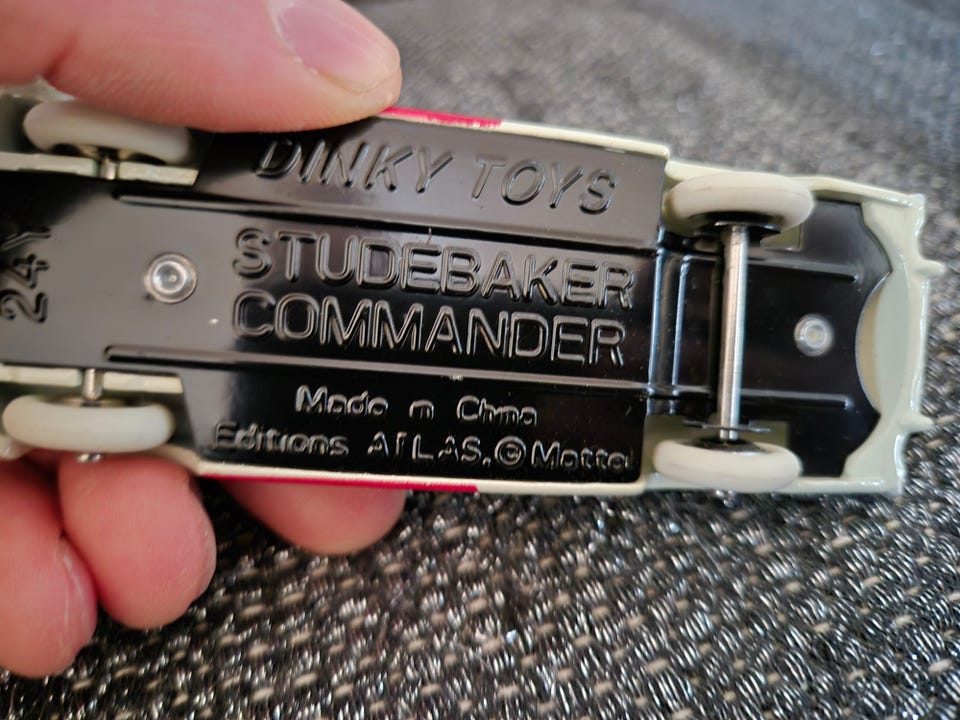 DINKY TOYS
24Y
STUDEBAKER
COMMANDER
Made in China
Editions ATLAS. © Mattel